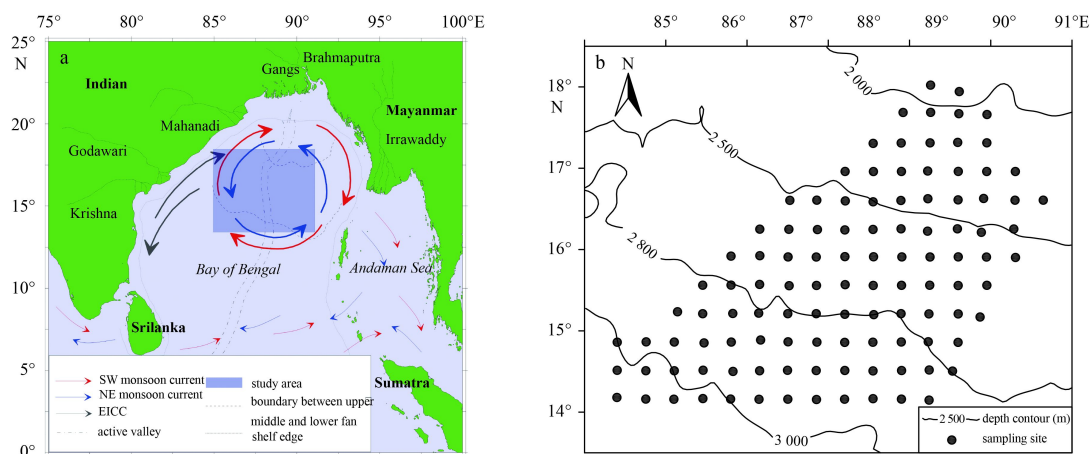 75° 80° 85° 90° 95° 100°E
25°
N
20°
15°
10°
5°
0°
a
Brahmaputra
Gangs
Indian
Mayanmar
Mahanadi
Irrawaddy
Godawari
Krishna
Bay of Bengal
Andaman Sea
Srilanka
Sumatra
SW monsoon current
NE monsoon current
EICC
active valley
study area
boundary between upper
middle and lower fan
shelf edge
85° 86° 87° 88° 89° 90° 91°E
b
N
18°
N
17°
16°
15°
14°
2 000
2 500
2 800
3 000
2 500 depth contour (m)
sampling site